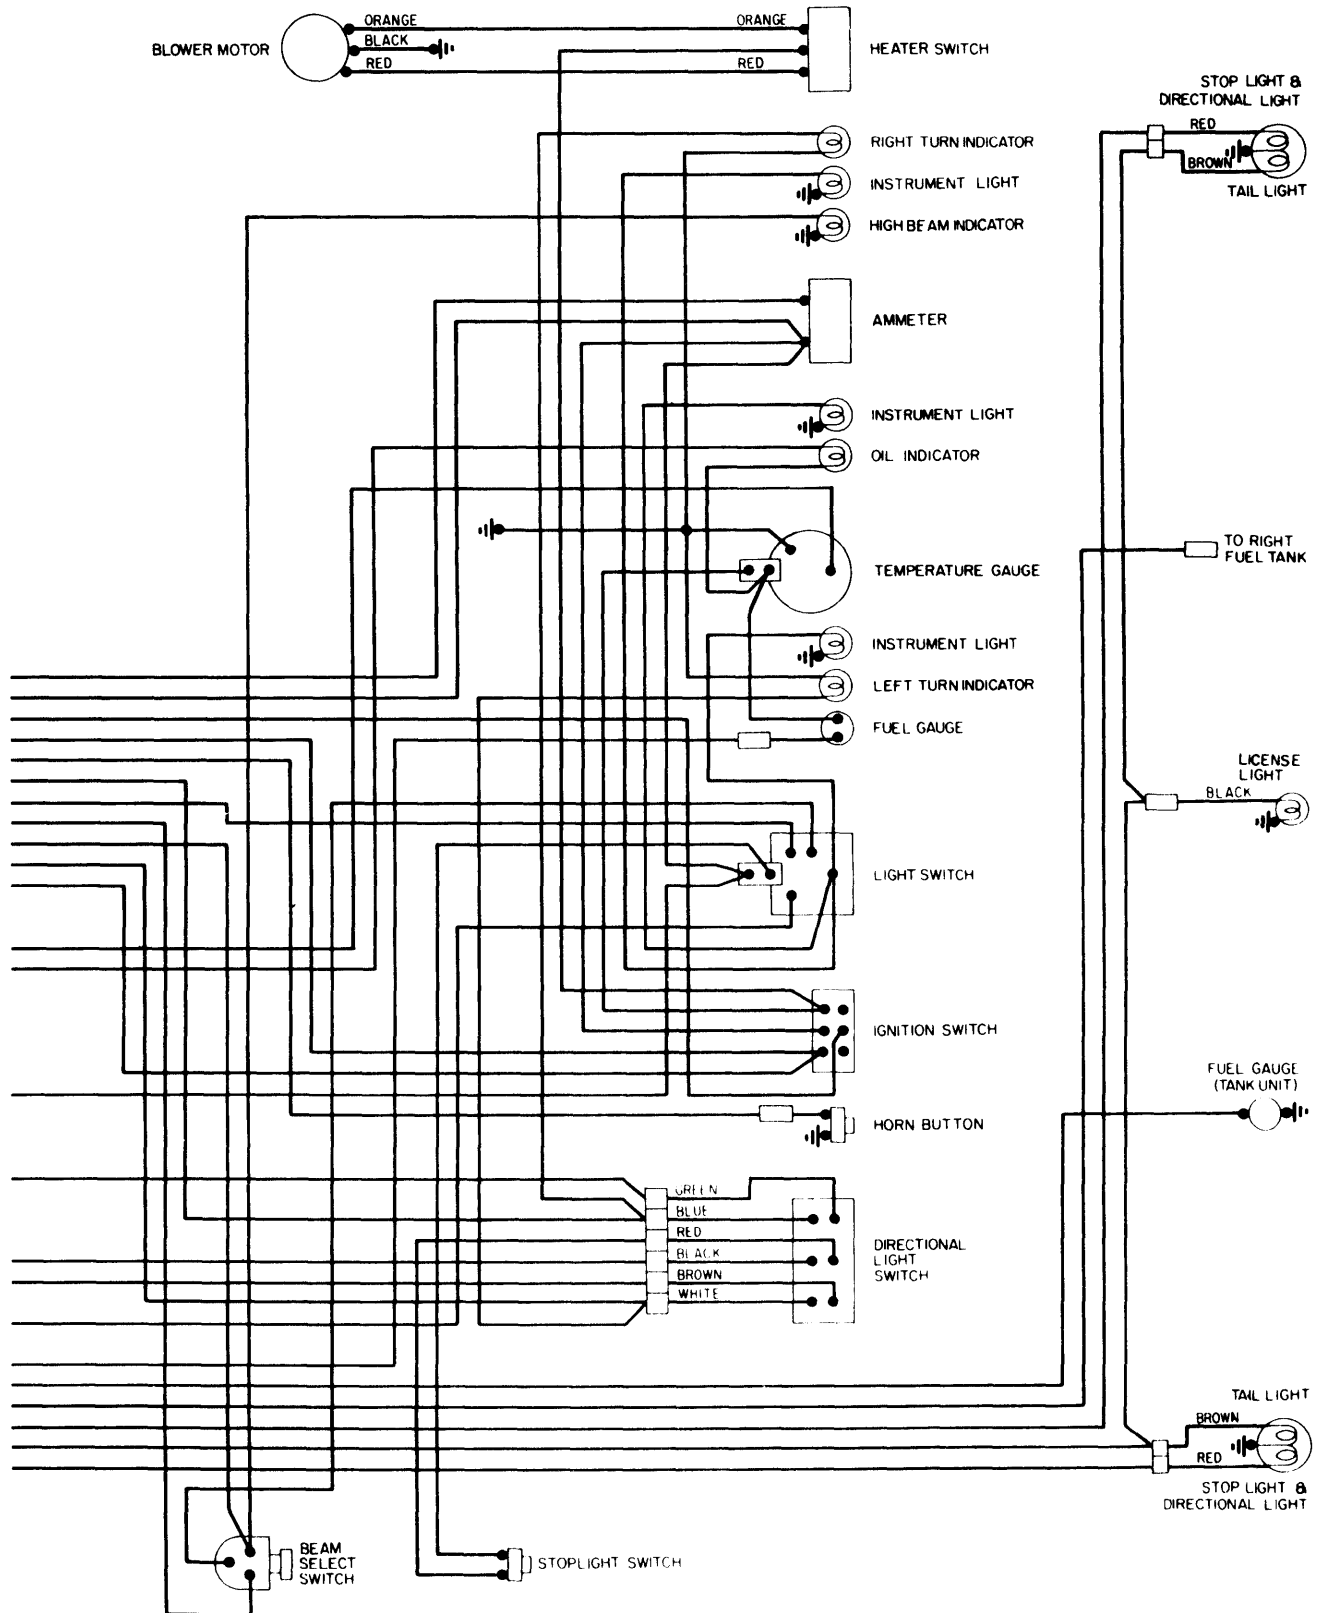 ORANGE
ORANGE
BLOWER MOTOR
BLACK
HEATER SWITCH
RED
RED
STOP LIGHT &
DIRECTIONAL LIGHT
RED
BROWN
TAIL LIGHT
RIGHT TURN INDICATOR
INSTRUMENT LIGHT
HIGH BEAM INDICATOR
AMMETER
INSTRUMENT LIGHT
OIL INDICATOR
TO RIGHT
FUEL TANK
TEMPERATURE GAUGE
INSTRUMENT LIGHT
LEFT TURN INDICATOR
FUEL GAUGE
LICENSE
LIGHT
BLACK
LIGHT SWITCH
IGNITION SWITCH
FUEL GAUGE
(TANK UNIT)
HORN BUTTON
GREEN
BLUE
RED
BLACK
BROWN
WHITE
DIRECTIONAL
LIGHT
SWITCH
TAIL LIGHT
BROWN
RED
STOP LIGHT &
DIRECTIONAL LIGHT
BEAM
SELECT
SWITCH
STOPLIGHT SWITCH